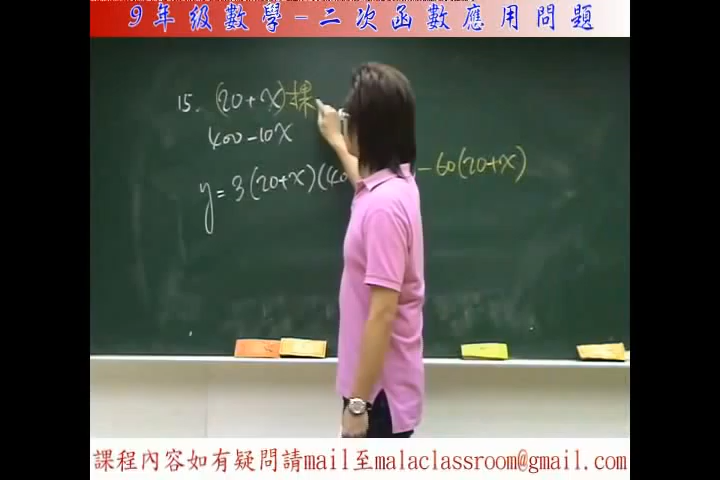 9年級數學-二次函數應用問題
15. (20+x)棵
400-10x
y=3(20+x)(40 -60(20+x)
課程內容如有疑問請mail至malaclassroom@gmail.com